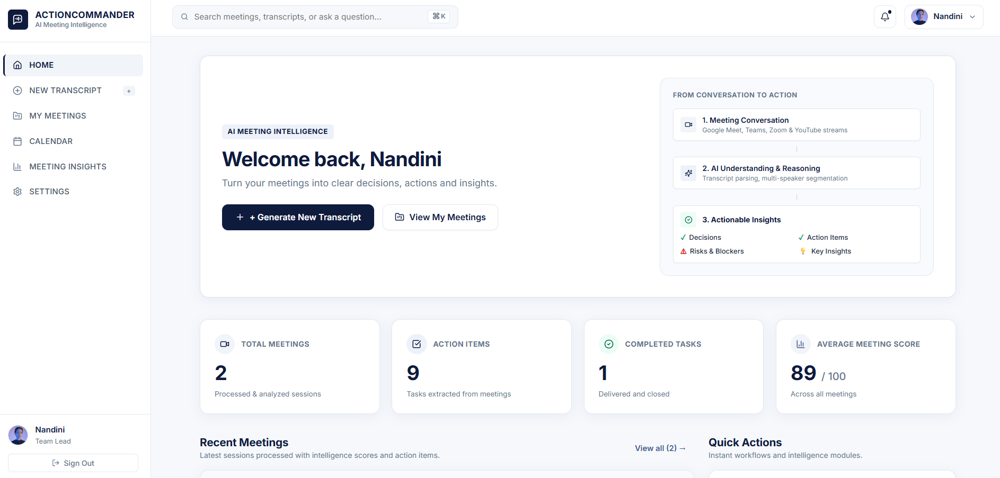 ACTIONCOMMANDER
AI Meeting Intelligence
Search meetings, transcripts, or ask a question...
⌘K
Nandini
HOME
NEW TRANSCRIPT
+
MY MEETINGS
CALENDAR
MEETING INSIGHTS
SETTINGS
AI MEETING INTELLIGENCE
Welcome back, Nandini
Turn your meetings into clear decisions, actions and insights.
+ Generate New Transcript
View My Meetings
FROM CONVERSATION TO ACTION
1. Meeting Conversation
Google Meet, Teams, Zoom & YouTube streams
2. AI Understanding & Reasoning
Transcript parsing, multi-speaker segmentation
3. Actionable Insights
✓ Decisions
✓ Action Items
⚠ Risks & Blockers
💡 Key Insights
TOTAL MEETINGS
2
Processed & analyzed sessions
ACTION ITEMS
9
Tasks extracted from meetings
COMPLETED TASKS
1
Delivered and closed
AVERAGE MEETING SCORE
89 / 100
Across all meetings
Recent Meetings
Latest sessions processed with intelligence scores and action items.
View all (2) →
Quick Actions
Instant workflows and intelligence modules.
Nandini
Team Lead
Sign Out